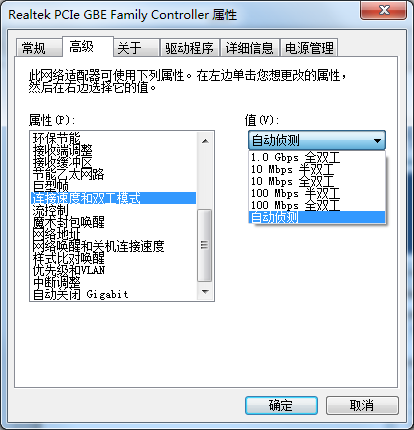 Realtek PCIe GBE Family Controller 属性
常规 高级 关于 驱动程序 详细信息 电源管理
此网络适配器可使用下列属性。在左边单击您想更改的属性，
然后在右边选择它的值。
属性(P):
环保节能
接收端调整
接收缓冲区
节能乙太网路
巨型帧
连接速度和双工模式
流控制
魔术封包唤醒
网络地址
网络唤醒和关机连接速度
样式比对唤醒
优先级和VLAN
中断调整
自动关闭 Gigabit
值(V):
自动侦测
1.0 Gbps 全双工
10 Mbps 半双工
10 Mbps 全双工
100 Mbps 半双工
100 Mbps 全双工
自动侦测
确定 取消